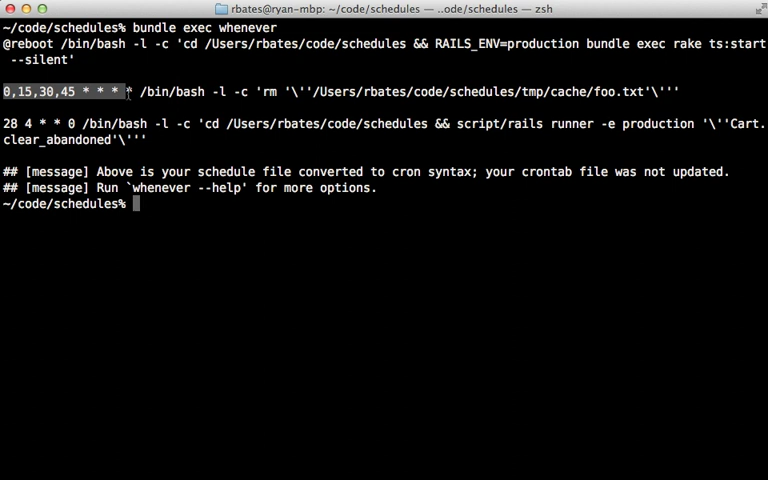 rbates@ryan-mbp: ~/code/schedules — ..ode/schedules — zsh
~/code/schedules% bundle exec whenever
@reboot /bin/bash -l -c 'cd /Users/rbates/code/schedules && RAILS_ENV=production bundle exec rake ts:start
 --silent'
0,15,30,45 * * * * /bin/bash -l -c 'rm '\''/Users/rbates/code/schedules/tmp/cache/foo.txt'\'''
28 4 * * 0 /bin/bash -l -c 'cd /Users/rbates/code/schedules && script/rails runner -e production '\''Cart.
clear_abandoned'\'''
## [message] Above is your schedule file converted to cron syntax; your crontab file was not updated.
## [message] Run `whenever --help' for more options.
~/code/schedules%